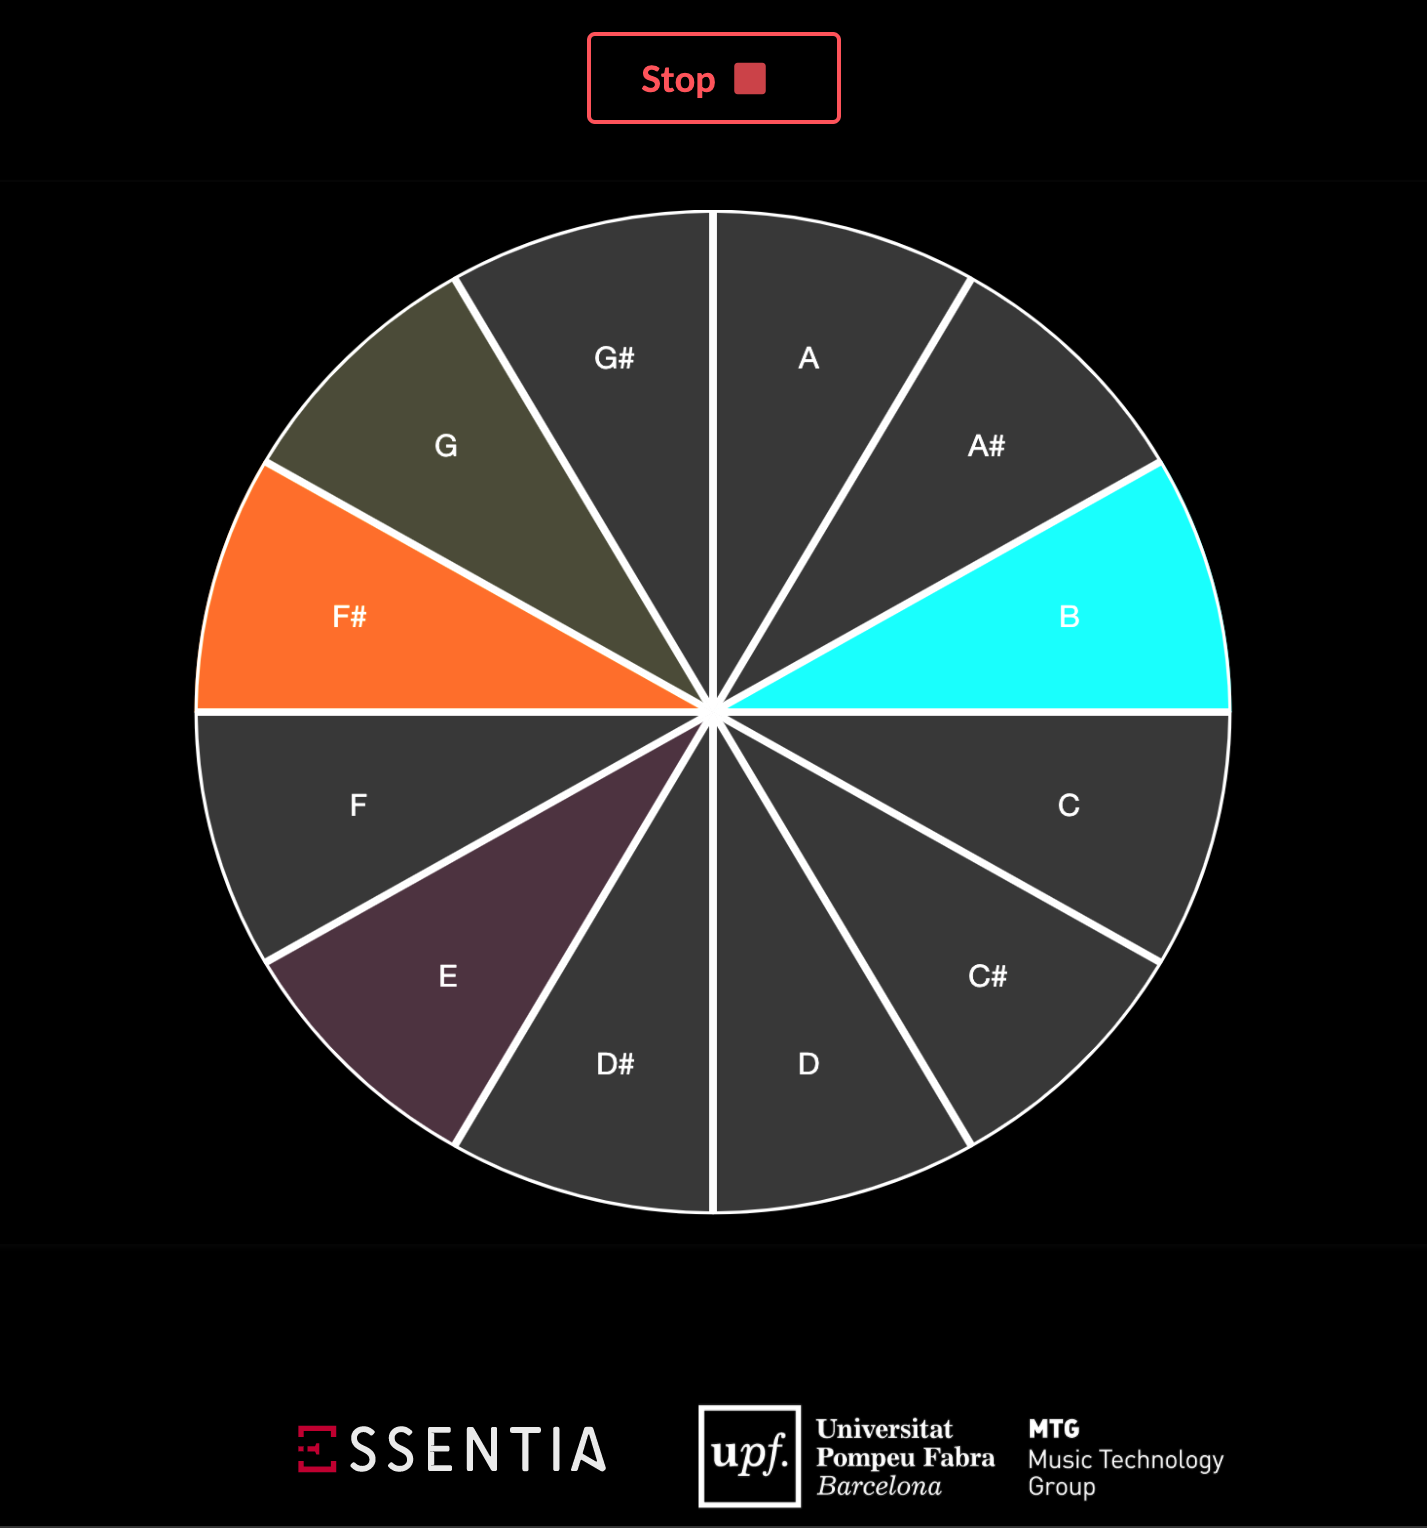 Stop
G#
A
G
A#
F#
B
F
C
E
C#
D#
D
ESSENTIA
upf.
Universitat
Pompeu Fabra
Barcelona
MTG
Music Technology
Group